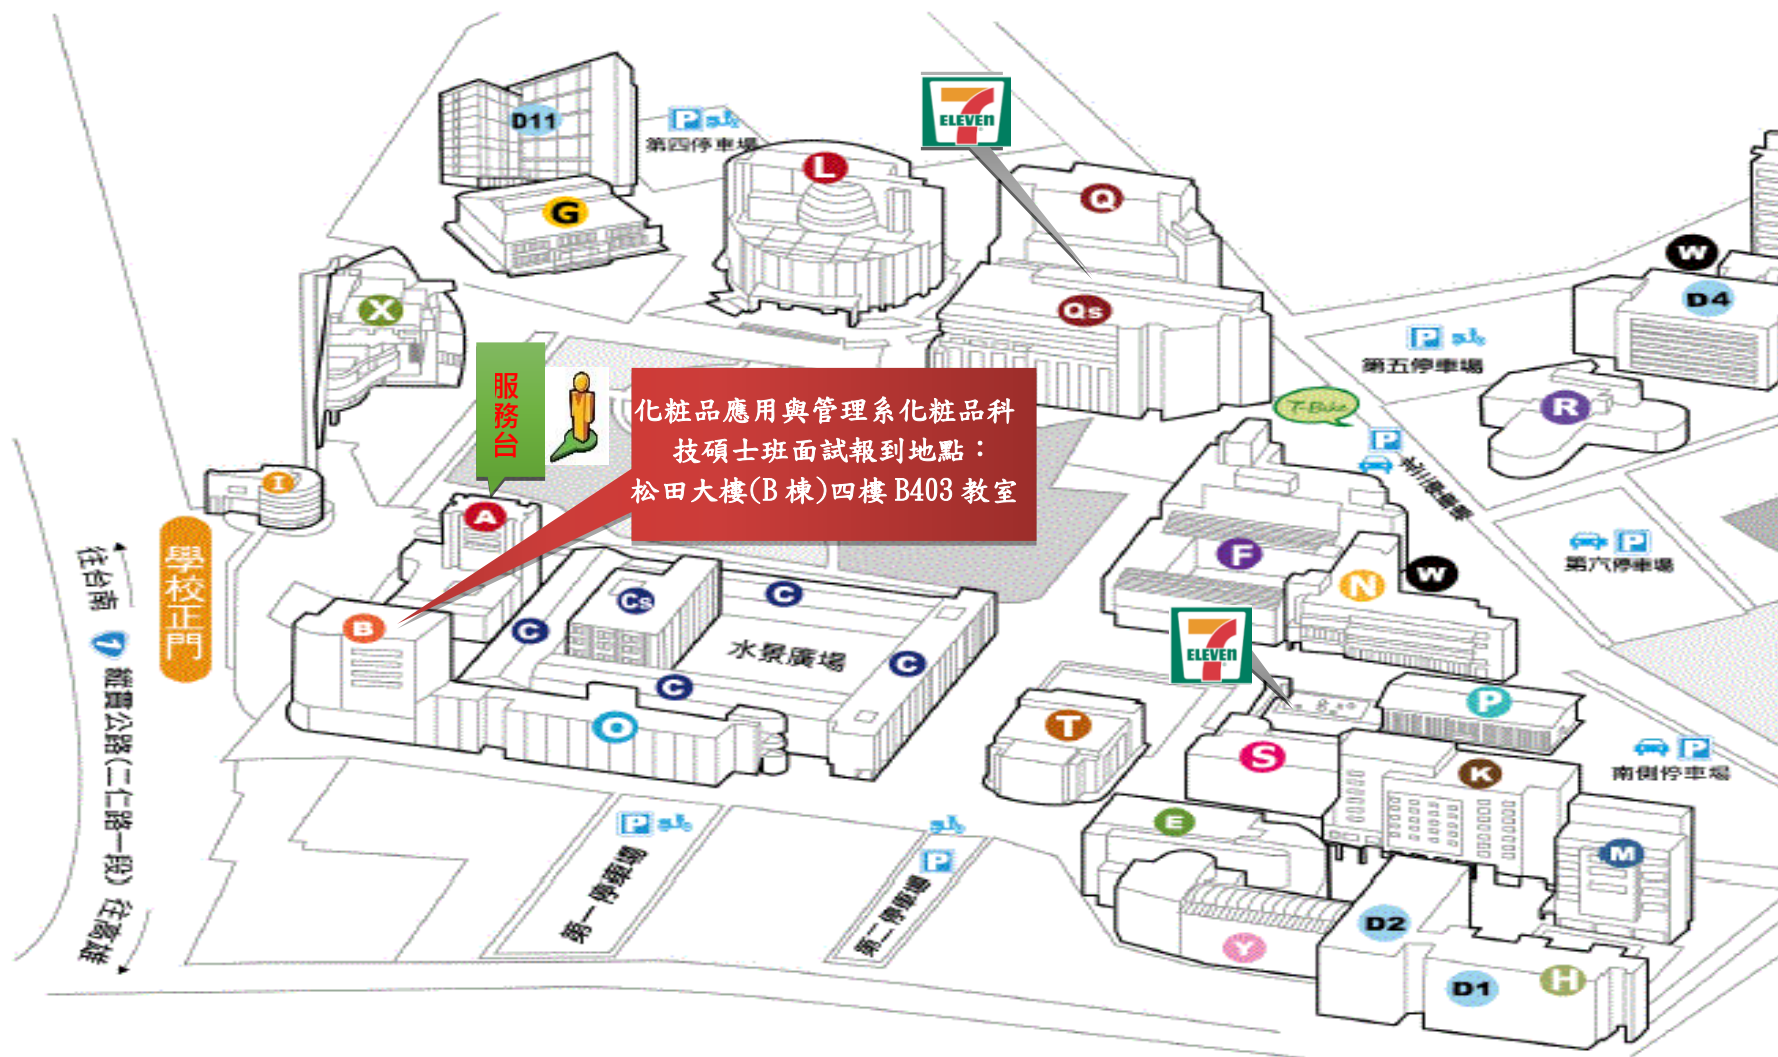 D11
第四停車場
G
L
7
ELEVEN
Q
Qs
X
W
D4
第五停車場
R
T-Bike
服務台
化粧品應用與管理系化粧品科
技碩士班面試報到地點：
松田大樓(B棟)四樓B403教室
I
A
學校正門
往台南
1
縱貫公路(二仁路一段)
往高雄
B
C
Cs
C
C
C
水景廣場
O
F
N
W
P
第三停車場
P
第六停車場
7
ELEVEN
T
P
S
K
P
南側停車場
E
M
P
第一停車場
P
第二停車場
Y
D2
D1
H